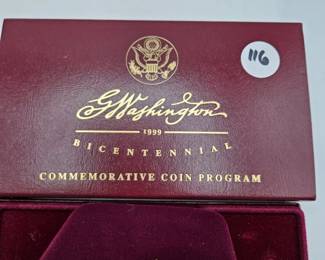 116
GWashington
1999
BICENTENNIAL
COMMEMORATIVE COIN PROGRAM